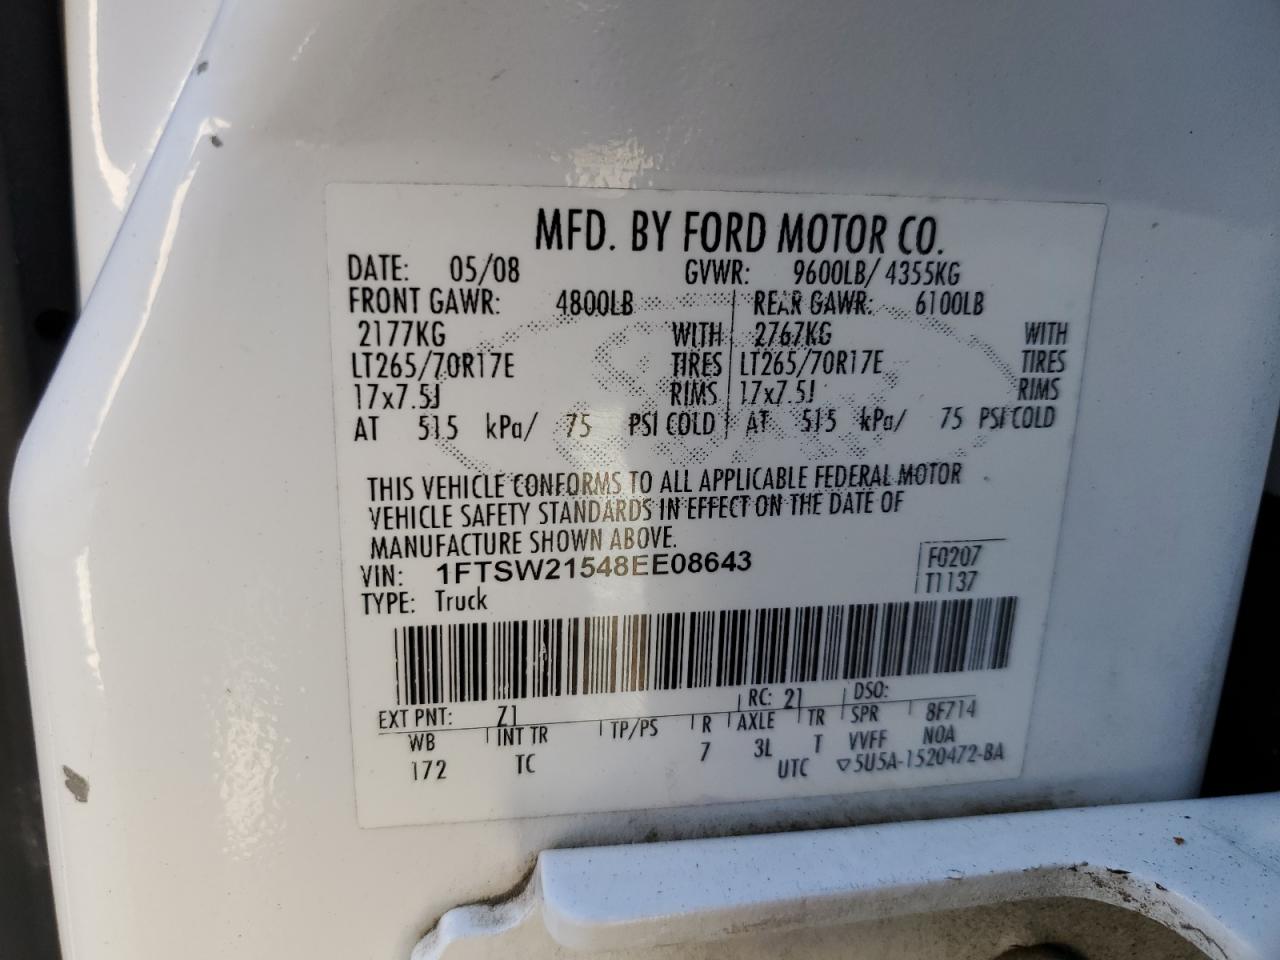 MFD. BY FORD MOTOR CO.
DATE: 05/08 GVWR: 9600LB/ 4355KG
FRONT GAWR: 4800LB REAR GAWR: 6100LB
2177KG WITH 2767KG WITH
LT265/70R17E TIRES LT265/70R17E TIRES
17x7.5J RIMS 17x7.5J RIMS
AT 515 kPa/ 75 PSI COLD AT 515 kPa/ 75 PSI COLD
THIS VEHICLE CONFORMS TO ALL APPLICABLE FEDERAL MOTOR
VEHICLE SAFETY STANDARDS IN EFFECT ON THE DATE OF
MANUFACTURE SHOWN ABOVE.
VIN: 1FTSW21548EE08643 F0207
TYPE: Truck T1137
EXT PNT: Z1 RC: 21 DSO:
WB INT TR TP/PS R AXLE TR SPR 8F714
172 TC 7 3L T VVFF NOA
UTC ▽5U5A-1520472-BA